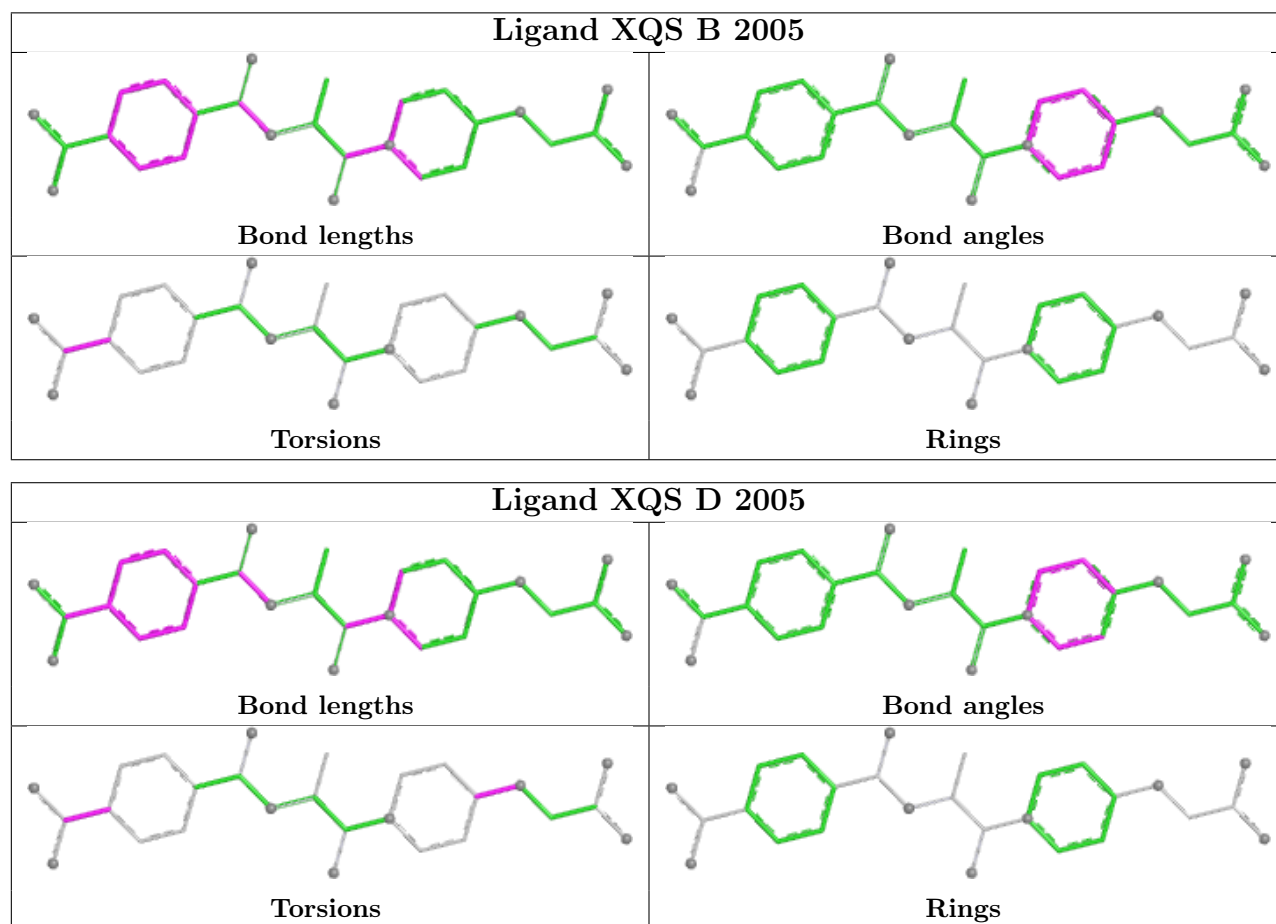 Ligand XQS B 2005
Bond lengths
Bond angles
Torsions
Rings
Ligand XQS D 2005
Bond lengths
Bond angles
Torsions
Rings